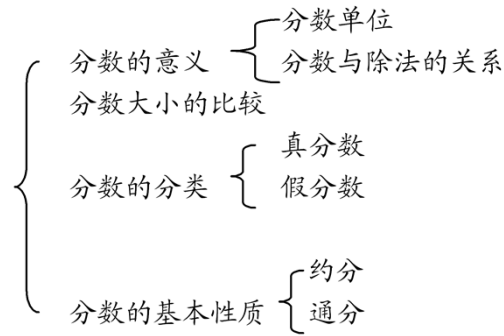 分数单位
分数的意义
分数与除法的关系
分数大小的比较
真分数
分数的分类
假分数
约分
分数的基本性质
通分